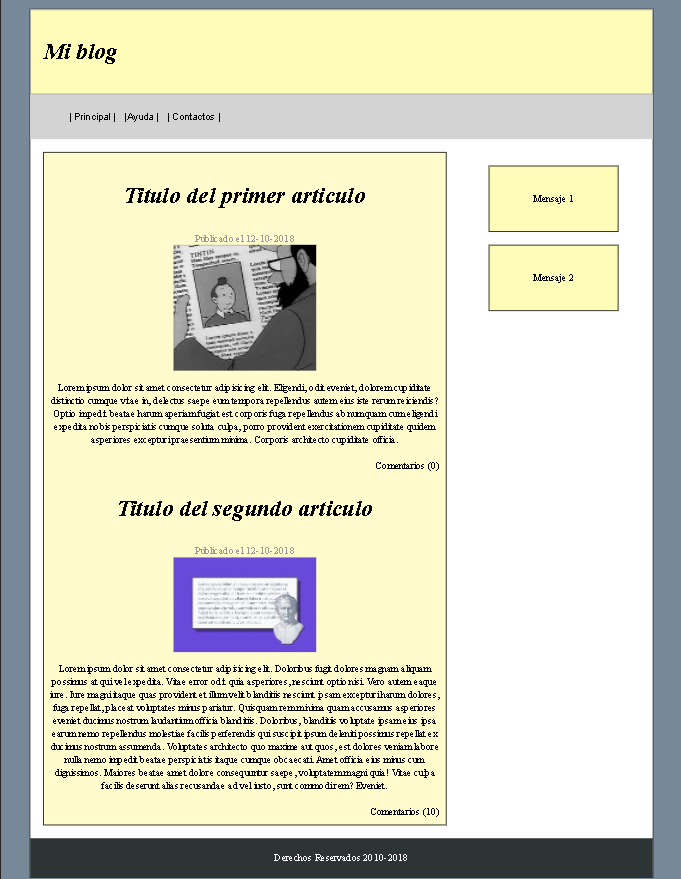 Mi blog
| Principal | |Ayuda | | Contactos |
Titulo del primer articulo
Publicado el 12-10-2018
TINTIN
Titulo del segundo articulo
Publicado el 12-10-2018
Mensaje 1
Mensaje 2
Lorem ipsum dolor sit amet consectetur adipisicing elit. Eligendi, odit eveniet, dolorem cupiditate
distinctio cumque vitae in, delectus saepe eum tempora repellendus autem eius iste rerum reiciendis?
Optio impedit beatae harum aperiam fugiat est corporis fuga repellendus ab numquam cum eligendi
expedita nobis perspiciatis cumque soluta culpa, porro provident exercitationem cupiditate quidem
asperiores excepturi praesentium minima. Corporis architecto cupiditate officia.
Comentarios (0)
Lorem ipsum dolor sit amet consectetur adipisicing elit. Doloribus fugit dolores magnam aliquam
possimus at qui vel expedita. Vitae error odit quia asperiores, nesciunt optio nisi. Vero autem eaque
iure. Iure magni itaque quas provident et illum velit blanditiis nesciunt ipsam excepturi harum dolores,
fuga repellat, placeat voluptates minus pariatur. Quisquam rem minima quam accusamus asperiores
eveniet ducimus nostrum laudantium officia blanditiis. Doloribus, blanditiis voluptate ipsam eius ipsa
earum nemo repellendus molestiae facilis perferendis qui suscipit ipsum deleniti possimus repellat ex
ducimus nostrum assumenda. Voluptates architecto quo maxime aut quos, est dolores veniam labore
nulla nemo impedit beatae perspiciatis itaque cumque obcaecati. Amet officia eius minus cum
dignissimos. Maiores beatae amet dolore consequuntur saepe, voluptatem magni quia! Vitae culpa
facilis deserunt alias recusandae ad vel iusto, sunt commodi rem? Eveniet.
Comentarios (10)
Derechos Reservados 2010-2018